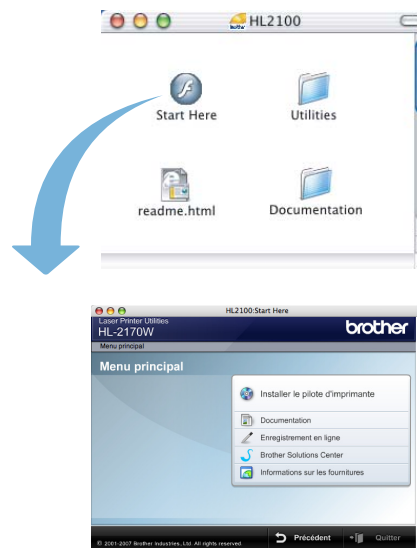 HL2100
Start Here
Utilities
readme.html
Documentation
HL2100:Start Here
Laser Printer Utilities
HL-2170W
brother
Menu principal
Menu principal
Installer le pilote d'imprimante
Documentation
Enregistrement en ligne
Brother Solutions Center
Informations sur les fournitures
© 2001-2007 Brother Industries, Ltd. All rights reserved.
Précédent
Quitter